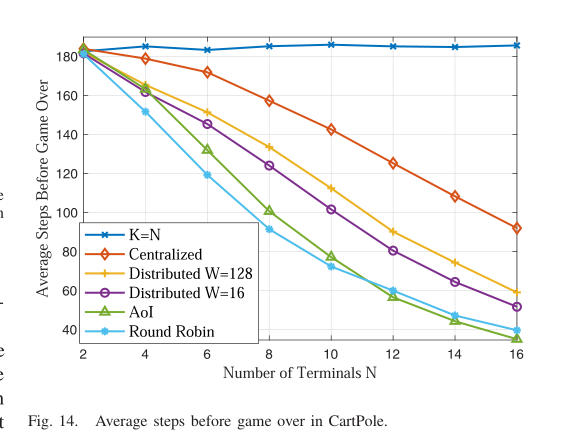 Average Steps Before Game Over
180
160
140
120
100
80
60
40
K=N
Centralized
Distributed W=128
Distributed W=16
AoI
Round Robin
2 4 6 8 10 12 14 16
Number of Terminals N
Fig. 14. Average steps before game over in CartPole.
e
e
e
t